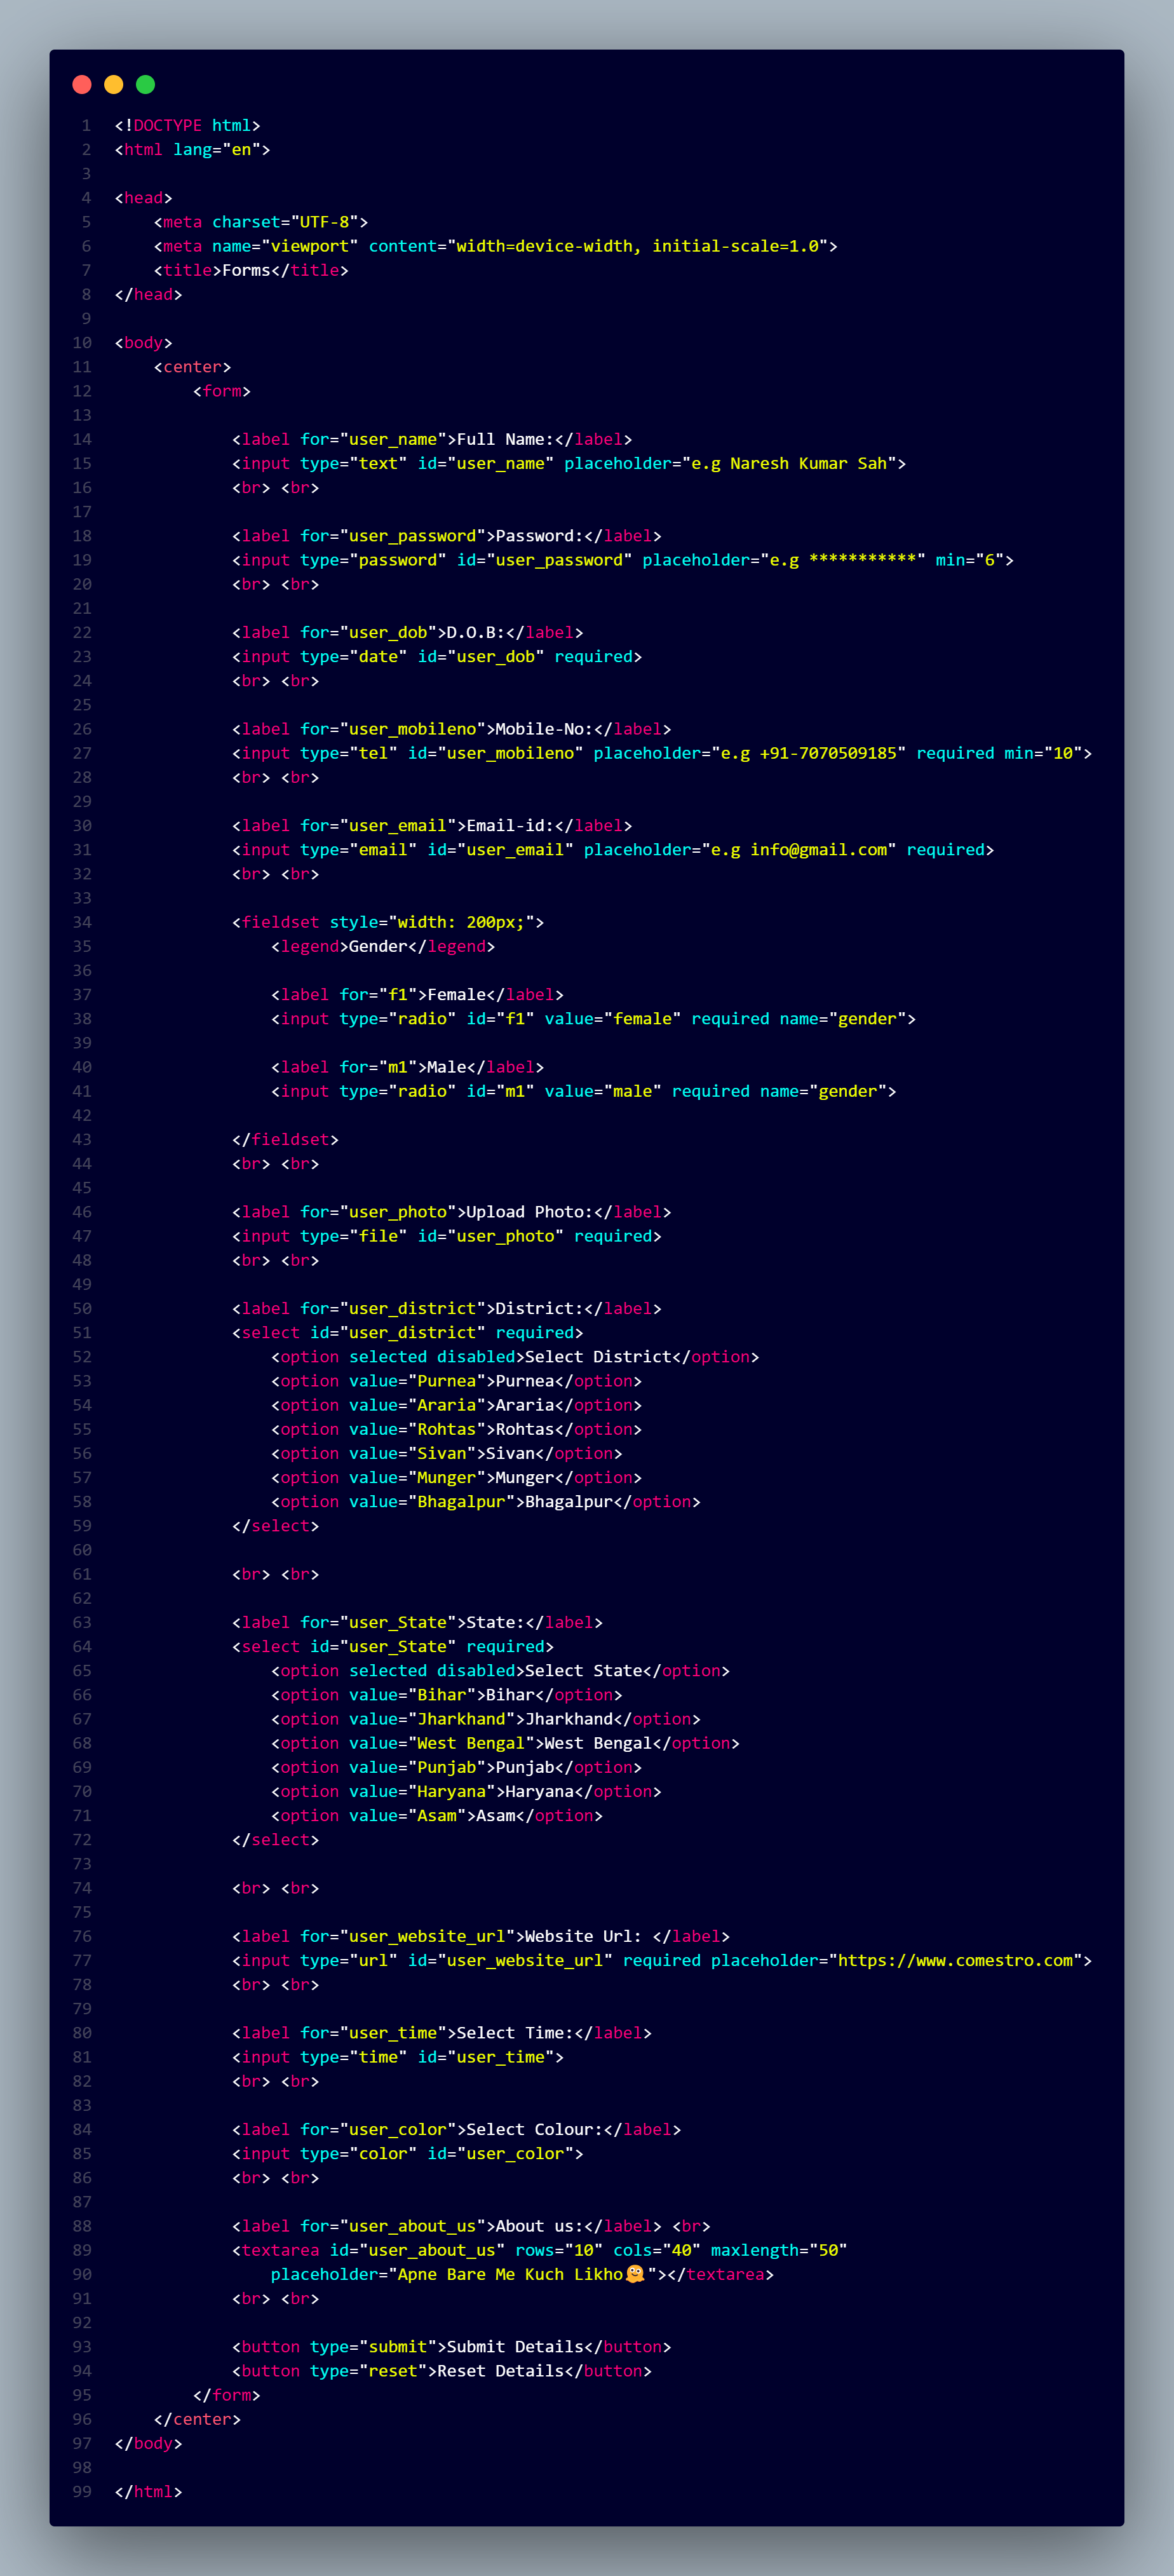 1 <!DOCTYPE html>
2 <html lang="en">
3
4 <head>
5     <meta charset="UTF-8">
6     <meta name="viewport" content="width=device-width, initial-scale=1.0">
7     <title>Forms</title>
8 </head>
9
10 <body>
11     <center>
12         <form>
13
14             <label for="user_name">Full Name:</label>
15             <input type="text" id="user_name" placeholder="e.g Naresh Kumar Sah">
16             <br> <br>
17
18             <label for="user_password">Password:</label>
19             <input type="password" id="user_password" placeholder="e.g ***********" min="6">
20             <br> <br>
21
22             <label for="user_dob">D.O.B:</label>
23             <input type="date" id="user_dob" required>
24             <br> <br>
25
26             <label for="user_mobileno">Mobile-No:</label>
27             <input type="tel" id="user_mobileno" placeholder="e.g +91-7070509185" required min="10">
28             <br> <br>
29
30             <label for="user_email">Email-id:</label>
31             <input type="email" id="user_email" placeholder="e.g info@gmail.com" required>
32             <br> <br>
33
34             <fieldset style="width: 200px;">
35                 <legend>Gender</legend>
36
37                 <label for="f1">Female</label>
38                 <input type="radio" id="f1" value="female" required name="gender">
39
40                 <label for="m1">Male</label>
41                 <input type="radio" id="m1" value="male" required name="gender">
42
43             </fieldset>
44             <br> <br>
45
46             <label for="user_photo">Upload Photo:</label>
47             <input type="file" id="user_photo" required>
48             <br> <br>
49
50             <label for="user_district">District:</label>
51             <select id="user_district" required>
52                 <option selected disabled>Select District</option>
53                 <option value="Purnea">Purnea</option>
54                 <option value="Araria">Araria</option>
55                 <option value="Rohtas">Rohtas</option>
56                 <option value="Sivan">Sivan</option>
57                 <option value="Munger">Munger</option>
58                 <option value="Bhagalpur">Bhagalpur</option>
59             </select>
60
61             <br> <br>
62
63             <label for="user_State">State:</label>
64             <select id="user_State" required>
65                 <option selected disabled>Select State</option>
66                 <option value="Bihar">Bihar</option>
67                 <option value="Jharkhand">Jharkhand</option>
68                 <option value="West Bengal">West Bengal</option>
69                 <option value="Punjab">Punjab</option>
70                 <option value="Haryana">Haryana</option>
71                 <option value="Asam">Asam</option>
72             </select>
73
74             <br> <br>
75
76             <label for="user_website_url">Website Url: </label>
77             <input type="url" id="user_website_url" required placeholder="https://www.comestro.com">
78             <br> <br>
79
80             <label for="user_time">Select Time:</label>
81             <input type="time" id="user_time">
82             <br> <br>
83
84             <label for="user_color">Select Colour:</label>
85             <input type="color" id="user_color">
86             <br> <br>
87
88             <label for="user_about_us">About us:</label> <br>
89             <textarea id="user_about_us" rows="10" cols="40" maxlength="50"
90                 placeholder="Apne Bare Me Kuch Likho🤗"></textarea>
91             <br> <br>
92
93             <button type="submit">Submit Details</button>
94             <button type="reset">Reset Details</button>
95         </form>
96     </center>
97 </body>
98
99 </html>